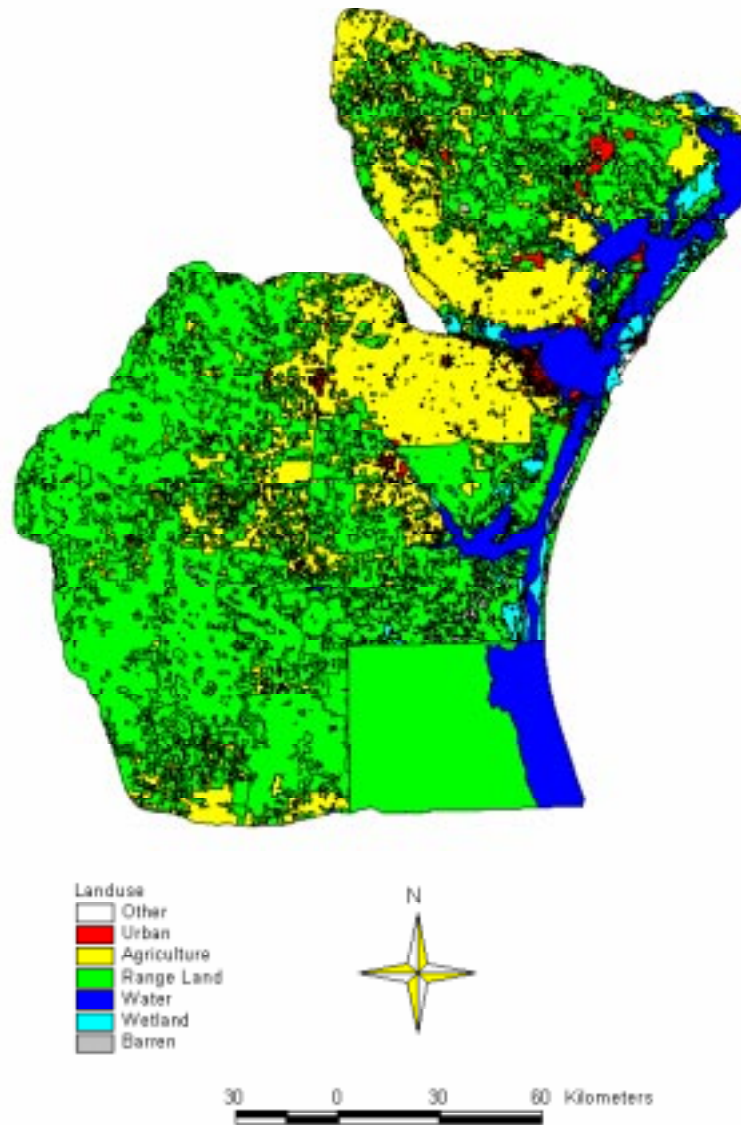 Landuse
Other
Urban
Agriculture
Range Land
Water
Wetland
Barren
N
30 0 30 60 Kilometers